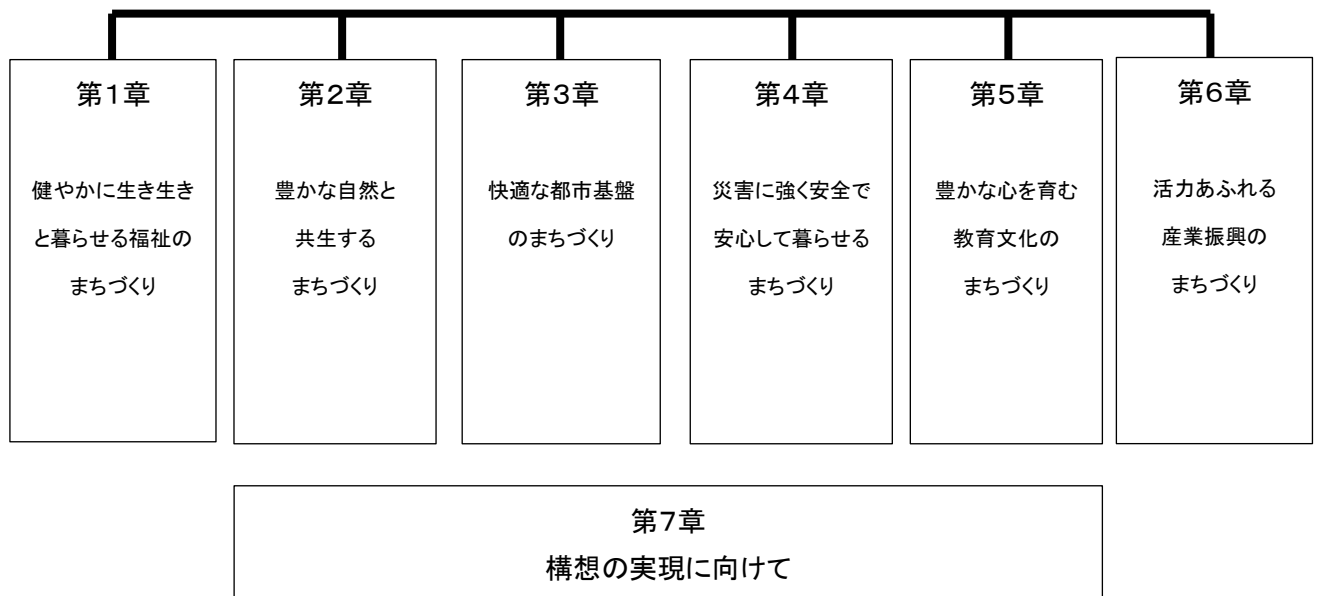 第1章
健やかに生き生き
と暮らせる福祉の
まちづくり
第2章
豊かな自然と
共生する
まちづくり
第3章
快適な都市基盤
のまちづくり
第4章
災害に強く安全で
安心して暮らせる
まちづくり
第5章
豊かな心を育む
教育文化の
まちづくり
第6章
活力あふれる
産業振興の
まちづくり
第7章
構想の実現に向けて